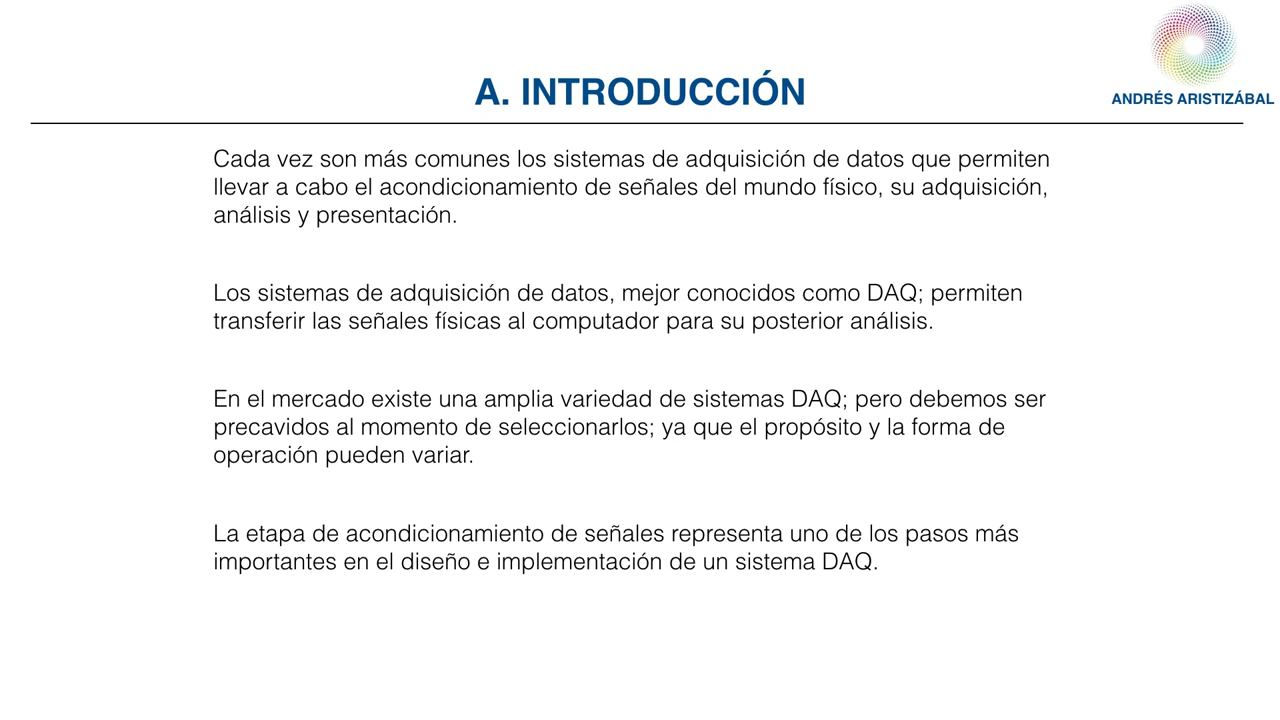 A. INTRODUCCIÓN
ANDRÉS ARISTIZÁBAL
Cada vez son más comunes los sistemas de adquisición de datos que permiten
llevar a cabo el acondicionamiento de señales del mundo físico, su adquisición,
análisis y presentación.
Los sistemas de adquisición de datos, mejor conocidos como DAQ; permiten
transferir las señales físicas al computador para su posterior análisis.
En el mercado existe una amplia variedad de sistemas DAQ; pero debemos ser
precavidos al momento de seleccionarlos; ya que el propósito y la forma de
operación pueden variar.
La etapa de acondicionamiento de señales representa uno de los pasos más
importantes en el diseño e implementación de un sistema DAQ.